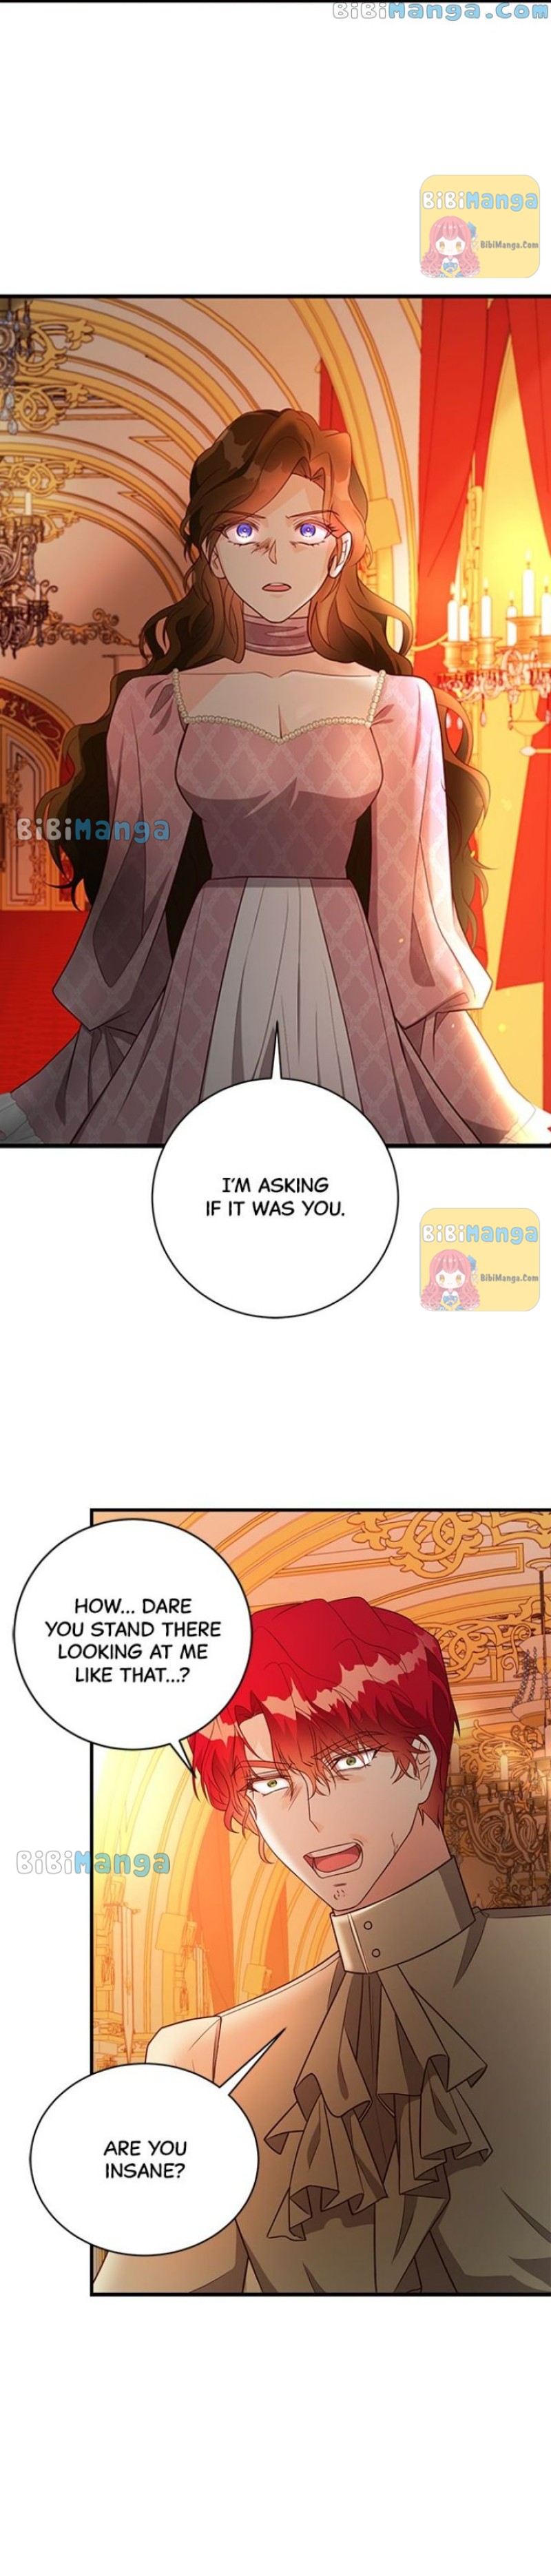 BiBiManga.Com
BiBiManga
BibiManga.Com
BiBiManga
I'M ASKING
IF IT WAS YOU.
BiBiManga
BibiManga.Com
HOW... DARE
YOU STAND THERE
LOOKING AT ME
LIKE THAT...?
BiBiManga
ARE YOU
INSANE?